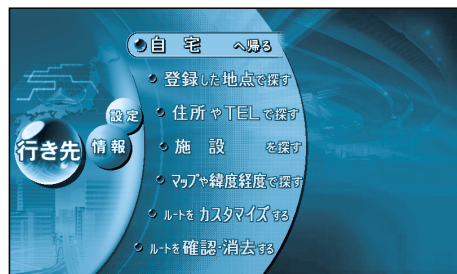 自宅へ帰る
登録した地点で探す
設定
住所やTELで探す
行き先
情報
施設を探す
マップや緯度経度で探す
ルートをカスタマイズする
ルートを確認・消去する